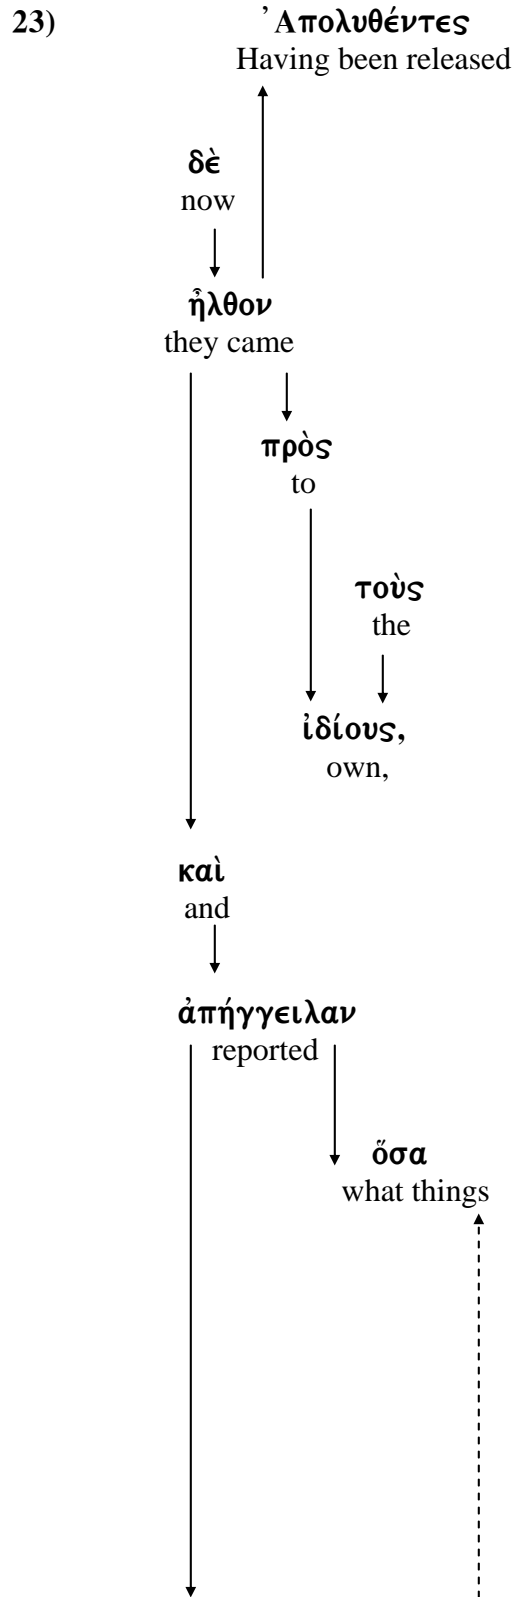 23) ᾿Απολυθέντες
Having been released
δὲ
now
ἦλθον
they came
πρὸς
to
τοὺς
the
ἰδίους,
own,
καὶ
and
ἀπήγγειλαν
reported
ὅσα
what things